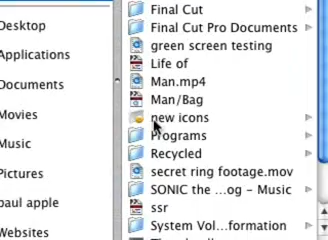 Desktop
Applications
Documents
Movies
Music
Pictures
paul apple
Websites
Final Cut
Final Cut Pro Documents
green screen testing
Life of
Man.mp4
Man/Bag
new icons
Programs
Recycled
secret ring footage.mov
SONIC the ...og – Music
ssr
System Vol...formation